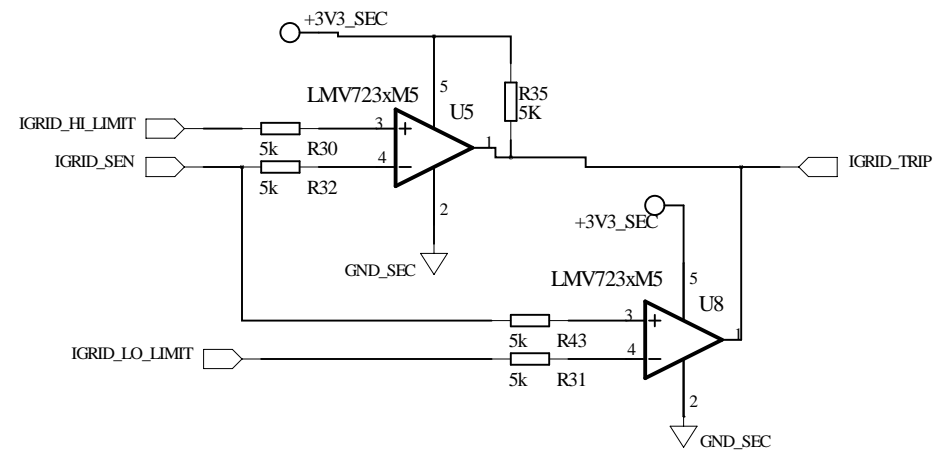 +3V3_SEC
LMV723xM5
5
U5
R35
5K
IGRID_HI_LIMIT
3
+
1
5k
R30
IGRID_SEN
4
−
IGRID_TRIP
5k
R32
2
+3V3_SEC
GND_SEC
LMV723xM5
5
U8
3
+
1
5k
R43
IGRID_LO_LIMIT
4
−
5k
R31
2
GND_SEC